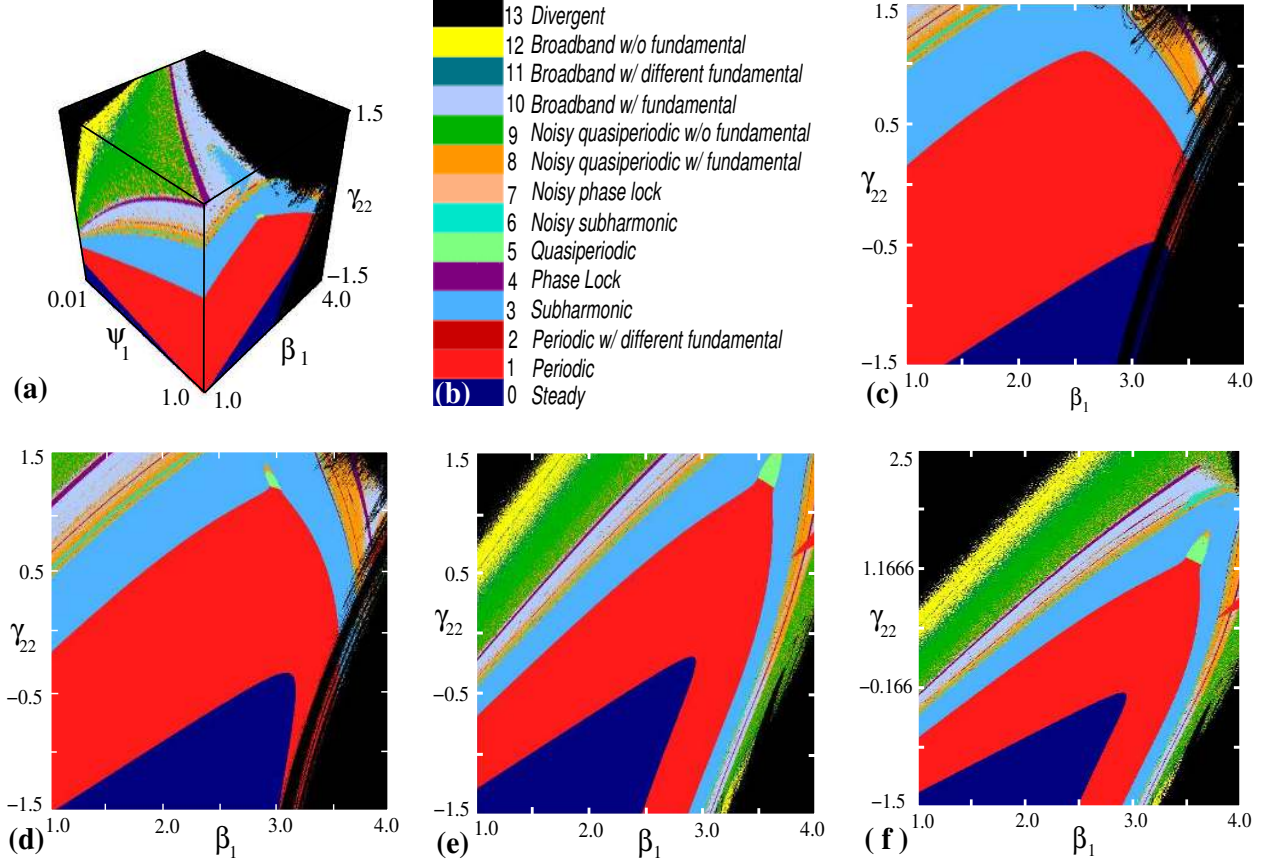 1.5
γ22
−1.5
4.0
0.01
ψ1
β1
1.0
1.0
(a)
13 Divergent
12 Broadband w/o fundamental
11 Broadband w/ different fundamental
10 Broadband w/ fundamental
9 Noisy quasiperiodic w/o fundamental
8 Noisy quasiperiodic w/ fundamental
7 Noisy phase lock
6 Noisy subharmonic
5 Quasiperiodic
4 Phase Lock
3 Subharmonic
2 Periodic w/ different fundamental
1 Periodic
0 Steady
(b)
1.5
0.5
γ22
−0.5
−1.5
1.0 2.0 3.0 4.0
β1
(c)
1.5
0.5
γ22
−0.5
−1.5
1.0 2.0 3.0 4.0
β1
(d)
1.5
0.5
γ22
−0.5
−1.5
1.0 2.0 3.0 4.0
β1
(e)
2.5
1.1666
γ22
−0.166
−1.5
1.0 2.0 3.0 4.0
β1
( f )